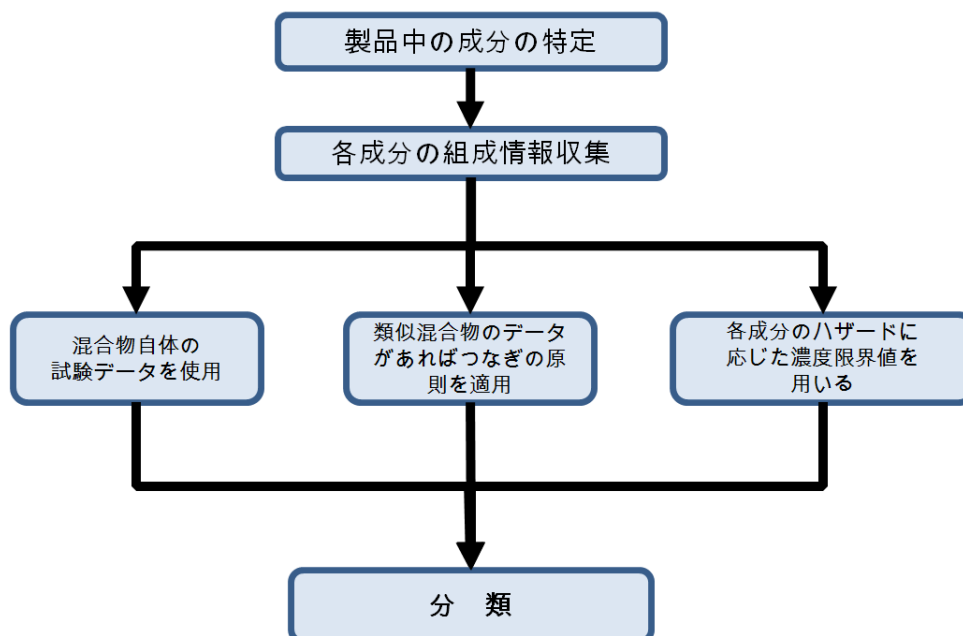 製品中の成分の特定
各成分の組成情報収集
混合物自体の
試験データを使用
類似混合物のデータ
があればつなぎの原
則を適用
各成分のハザードに
応じた濃度限界値を
用いる
分　類